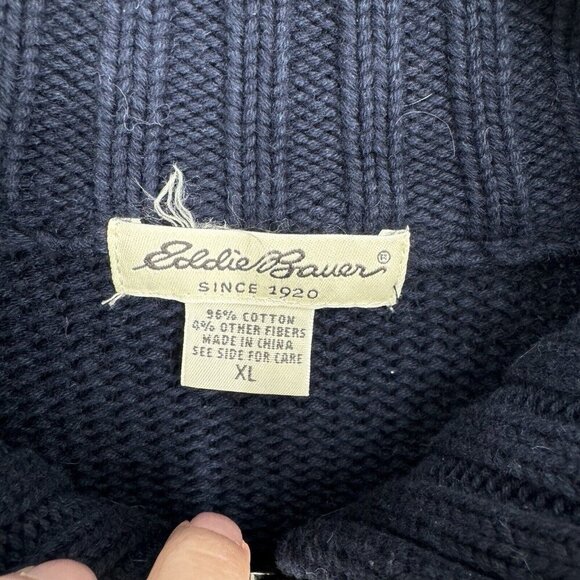 Eddie Bauer®
SINCE 1920
96% COTTON
4% OTHER FIBERS
MADE IN CHINA
SEE SIDE FOR CARE
XL